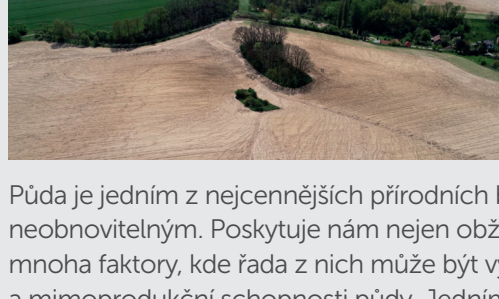 Půda je jedním z nejcennějších přírodních
neobnovitelným. Poskytuje nám nejen
mnoha faktory, kde řada z nich může být
a mimoprodukční schopnosti půdy. Jedním